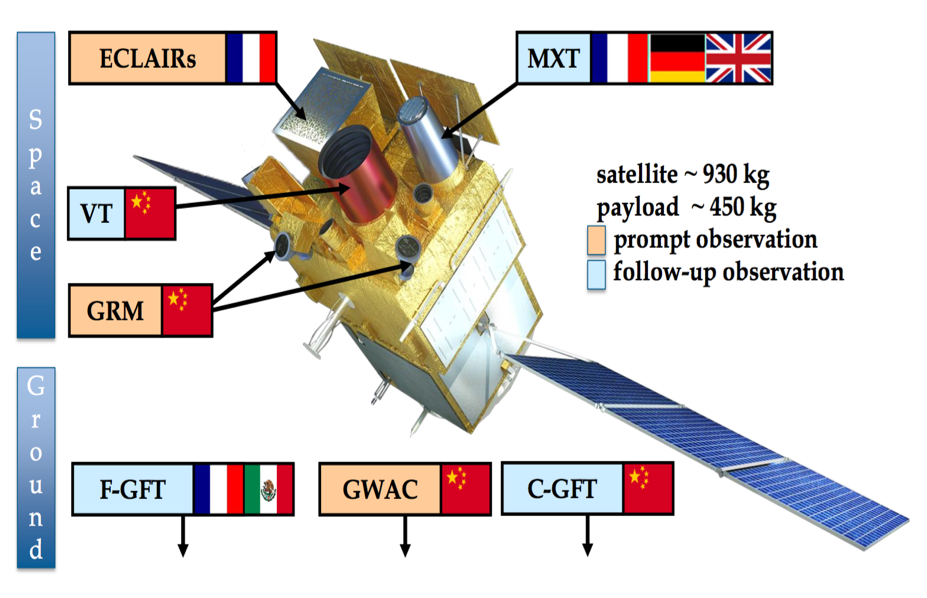 Space
ECLAIRs
MXT
VT
GRM
satellite ~ 930 kg
payload ~ 450 kg
prompt observation
follow-up observation
Ground
F-GFT
GWAC
C-GFT